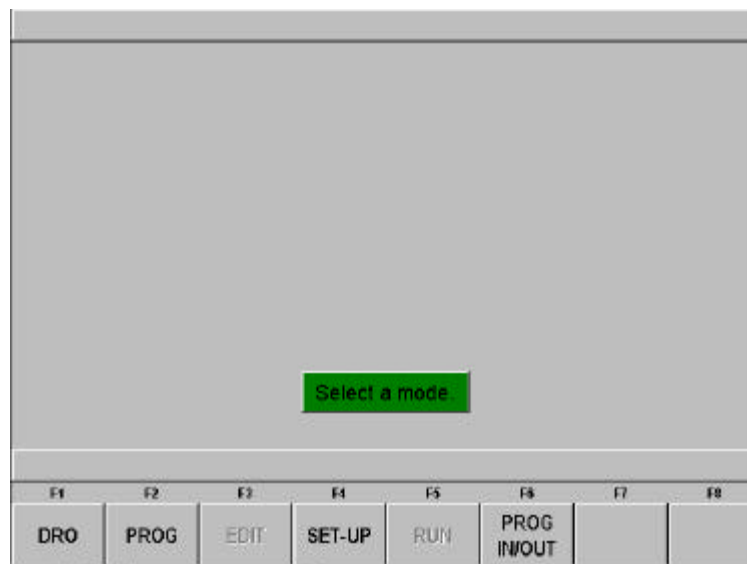 Select a mode.
F1 F2 F3 F4 F5 F6 F7 F8
DRO PROG EDIT SET-UP RUN PROG IN/OUT